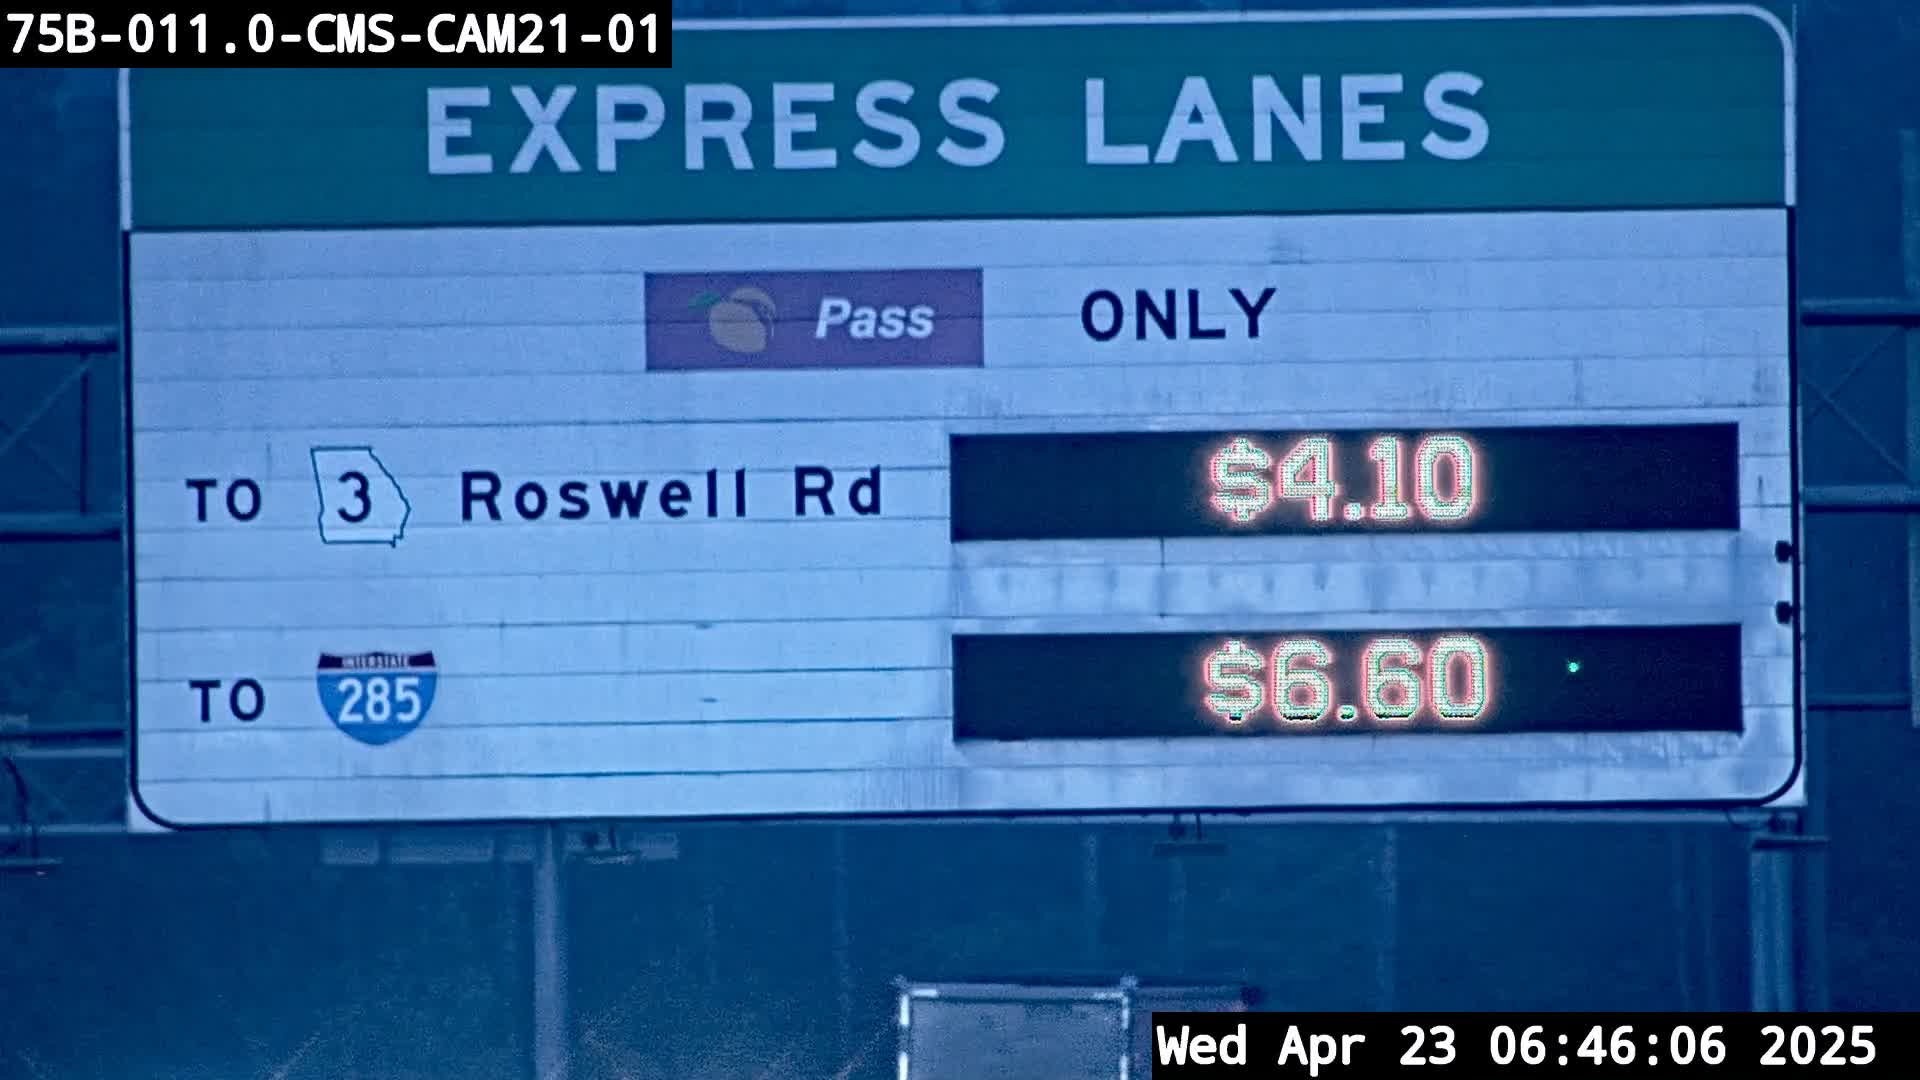 75B-011.0-CMS-CAM21-01
EXPRESS LANES
Pass ONLY
TO 3 Roswell Rd $4.10
INTERSTATE
TO 285 $6.60
Wed Apr 23 06:46:06 2025